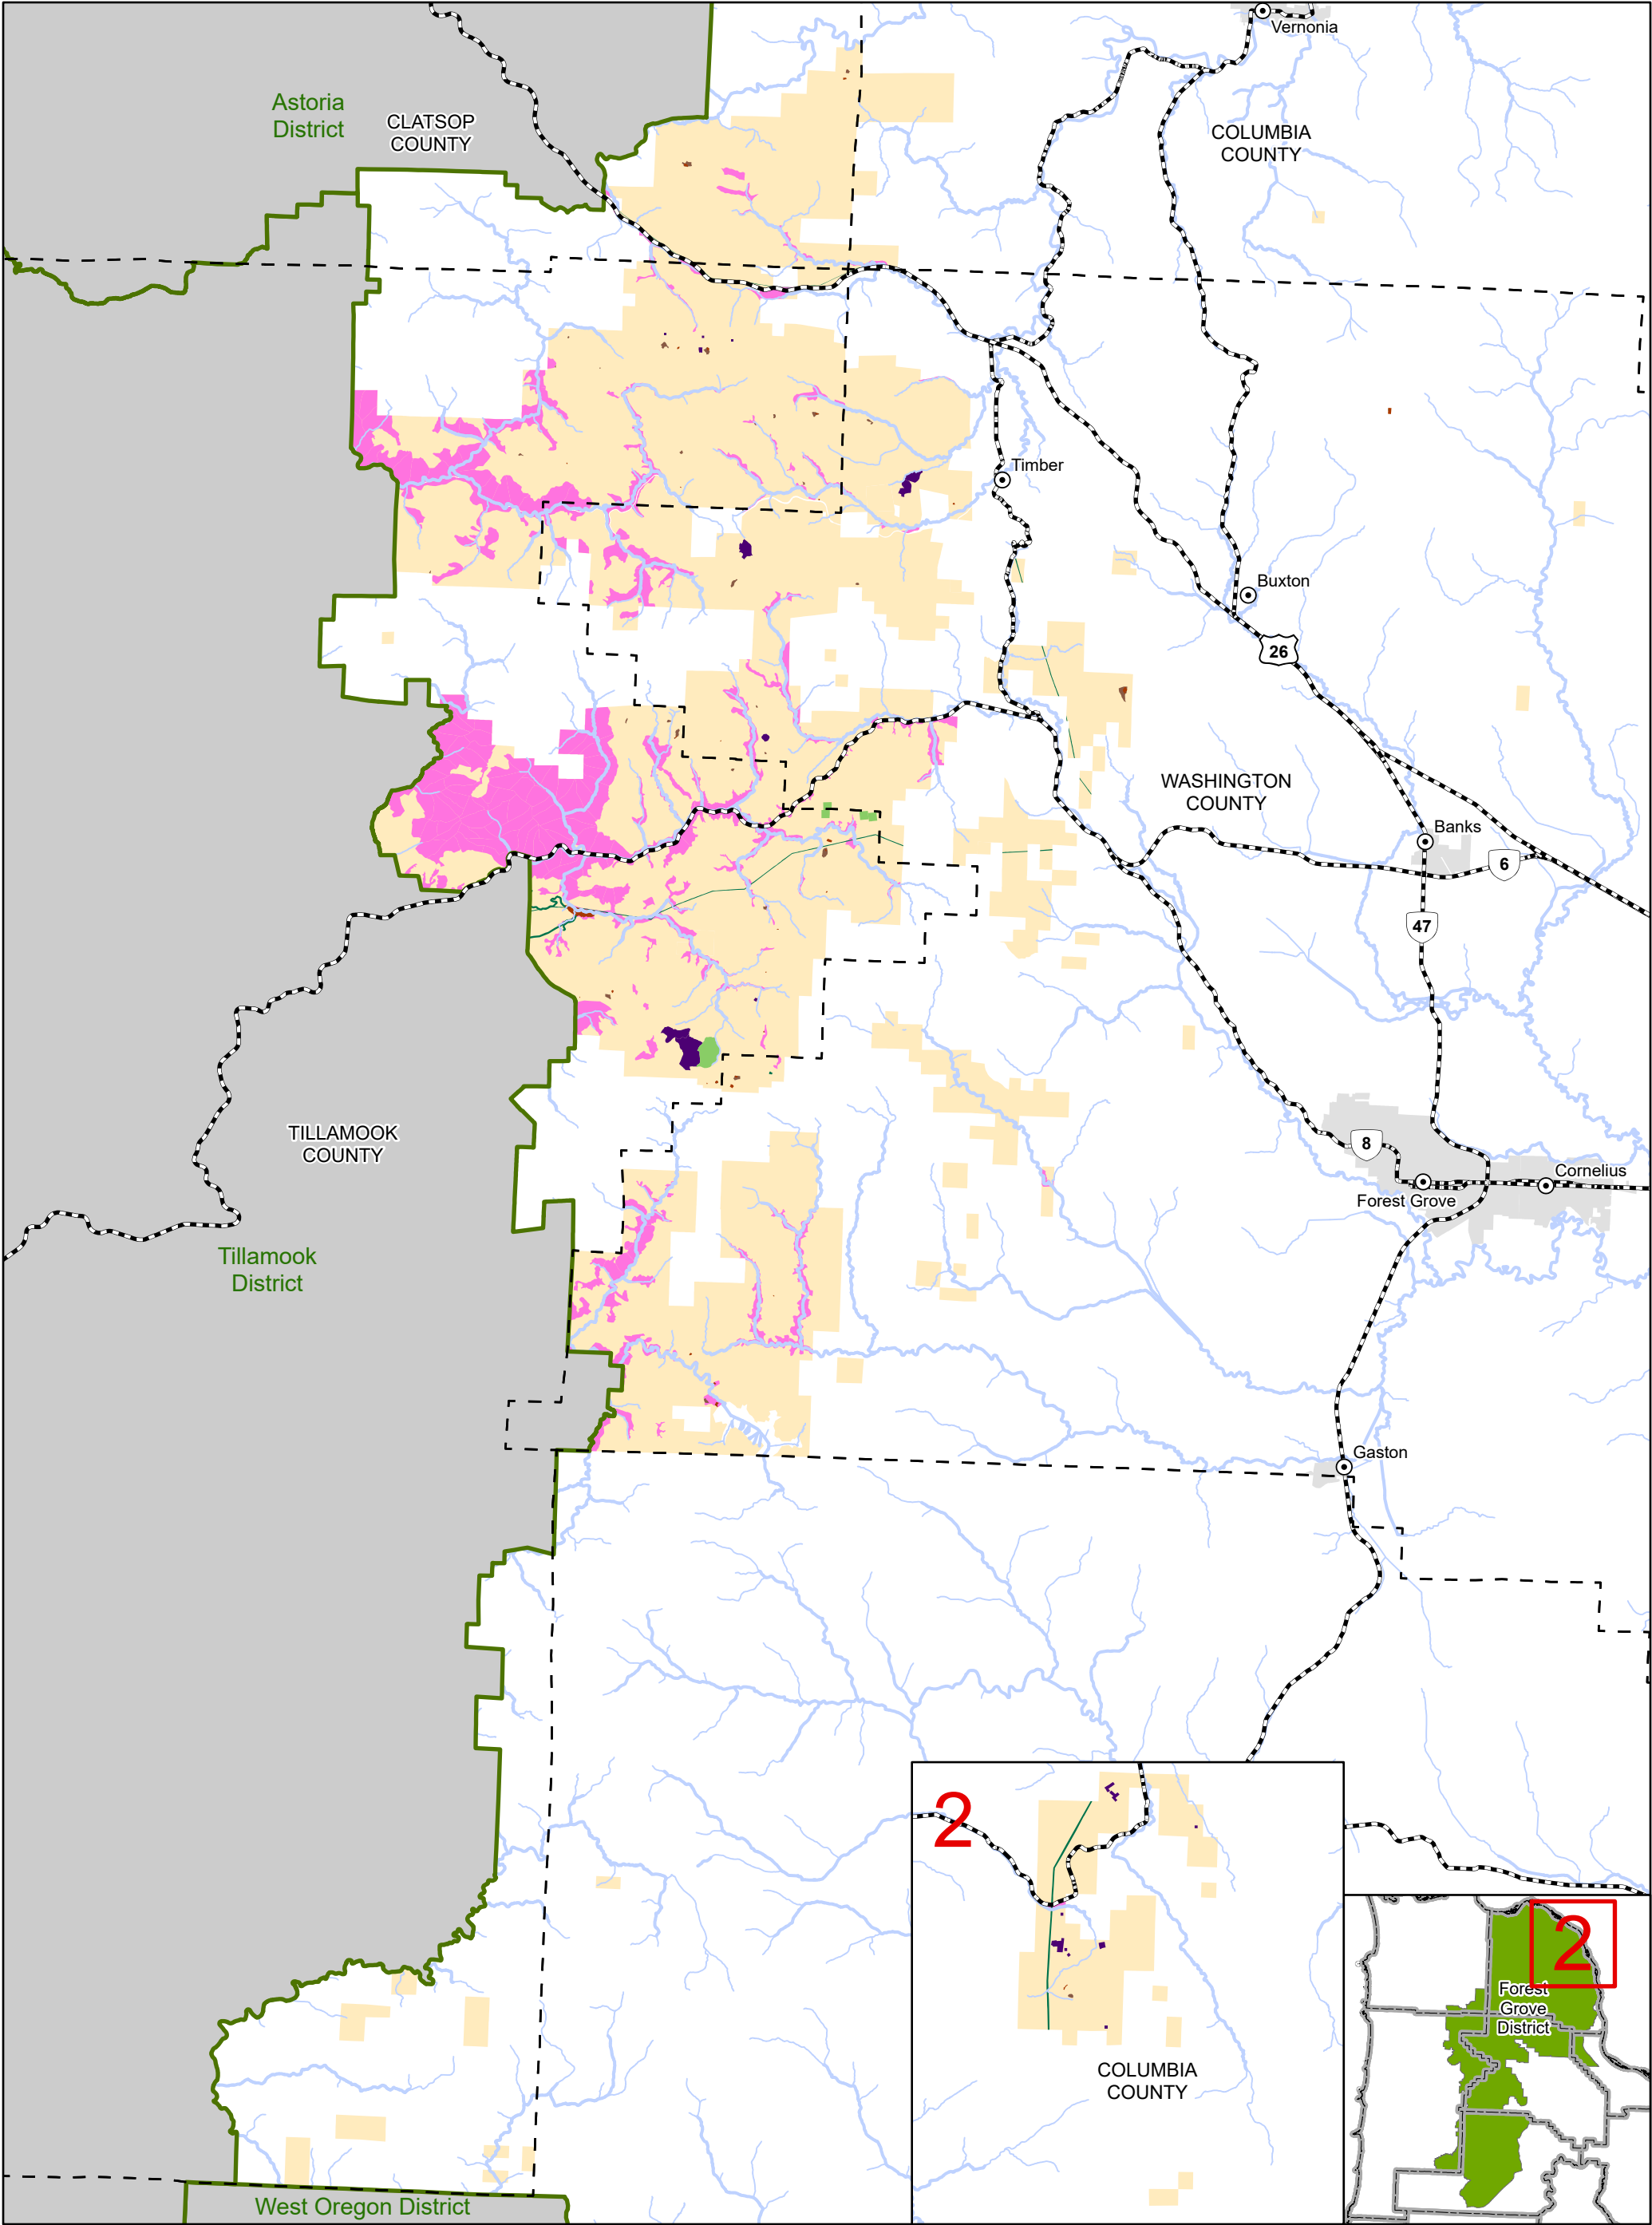 Vernonia
Astoria
District
CLATSOP
COUNTY
COLUMBIA
COUNTY
Timber
Buxton
26
WASHINGTON
COUNTY
Banks
6
47
TILLAMOOK
COUNTY
8
Cornelius
Forest Grove
Tillamook
District
Gaston
2
COLUMBIA
COUNTY
2
Forest
Grove
District
West Oregon District